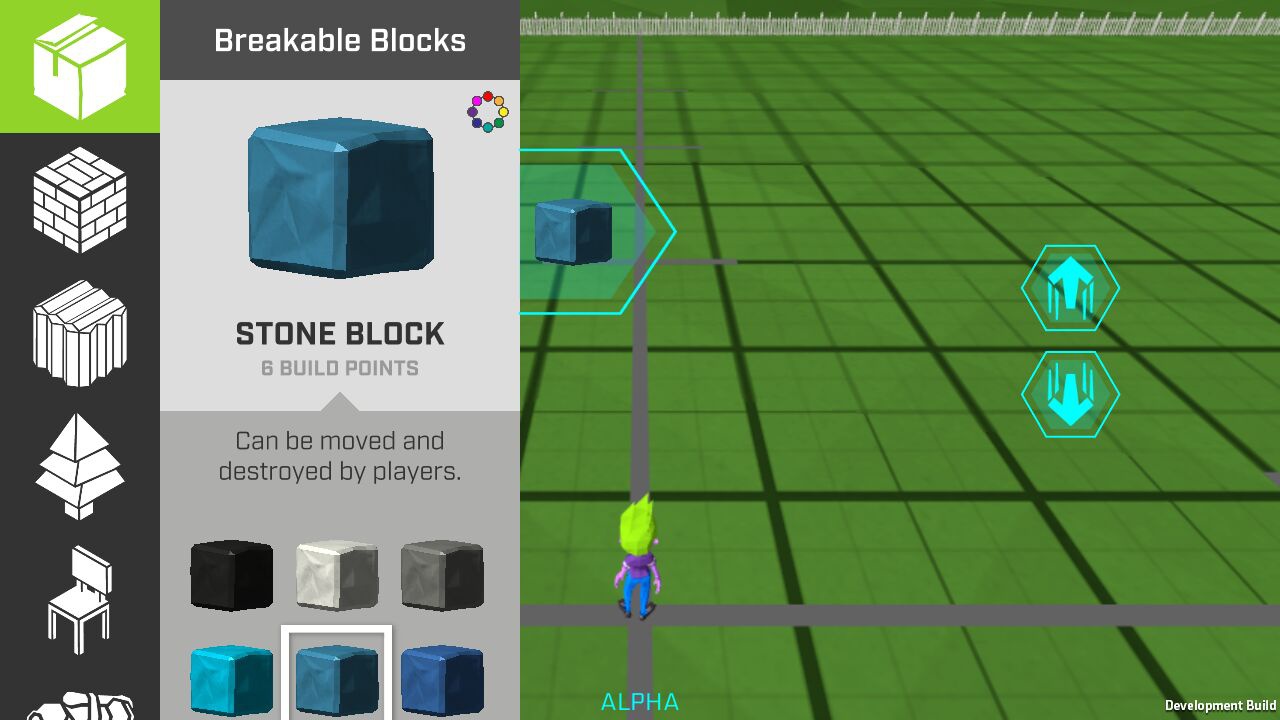 Breakable Blocks
STONE BLOCK
6 BUILD POINTS
Can be moved and
destroyed by players.
ALPHA
Development Build